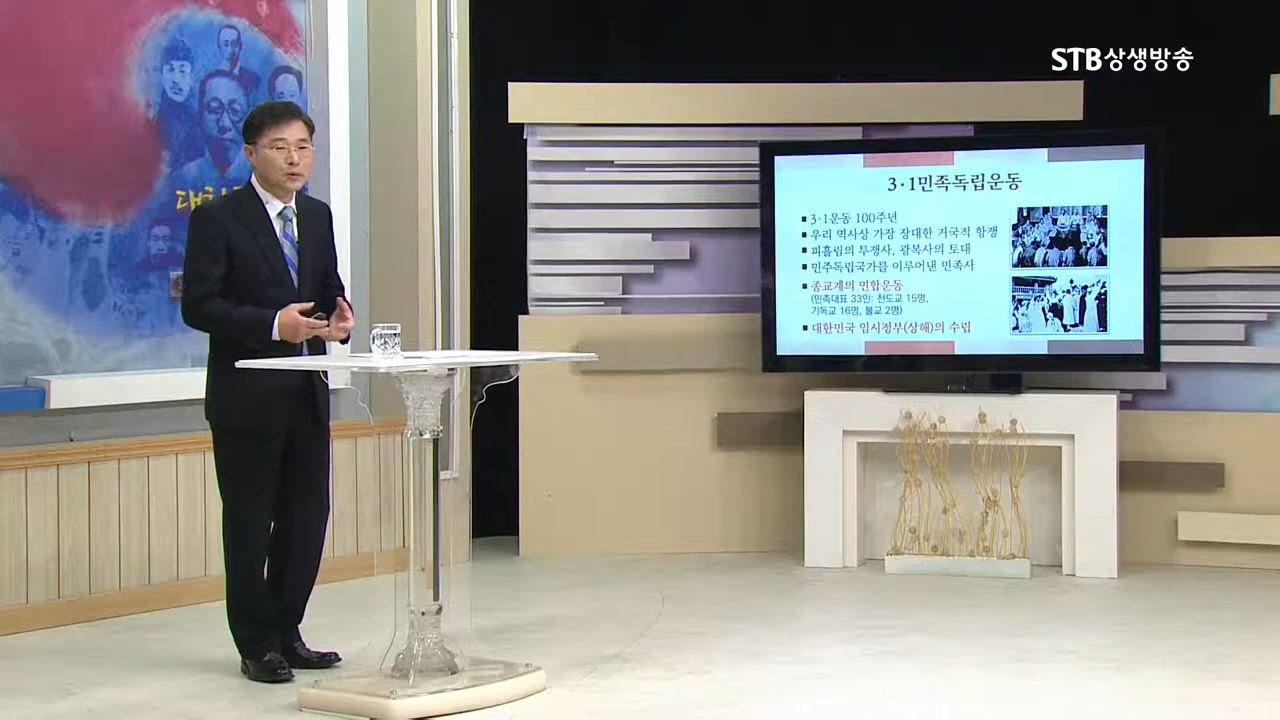 STB상생방송
3·1민족독립운동
3·1운동 100주년
우리 역사상 가장 장대한 거국적 항쟁
피흘림의 투쟁사, 광복사의 토대
민주독립국가를 이루어낸 민족사
종교계의 연합운동
(민족대표 33인: 천도교 15명,
기독교 16명, 불교 2명)
대한민국 임시정부(상해)의 수립